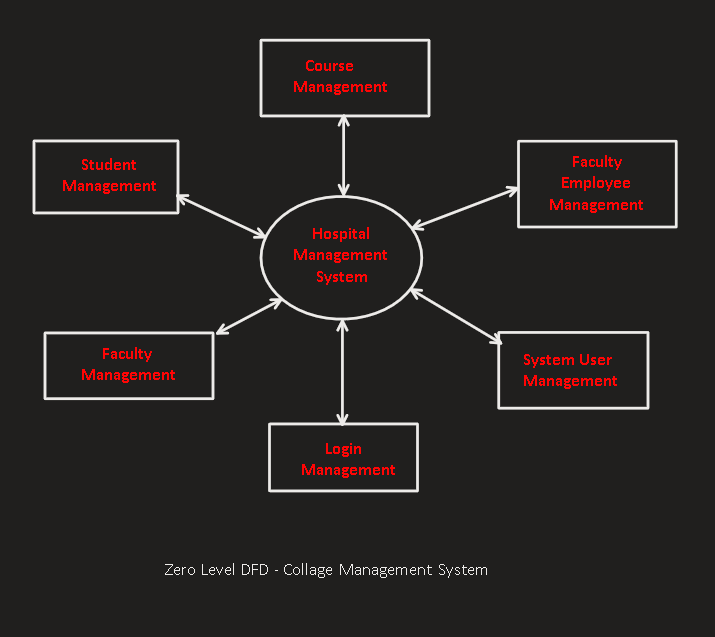 Course
Management
Student
Management
Faculty
Employee
Management
Hospital
Management
System
Faculty
Management
System User
Management
Login
Management
Zero Level DFD - Collage Management System